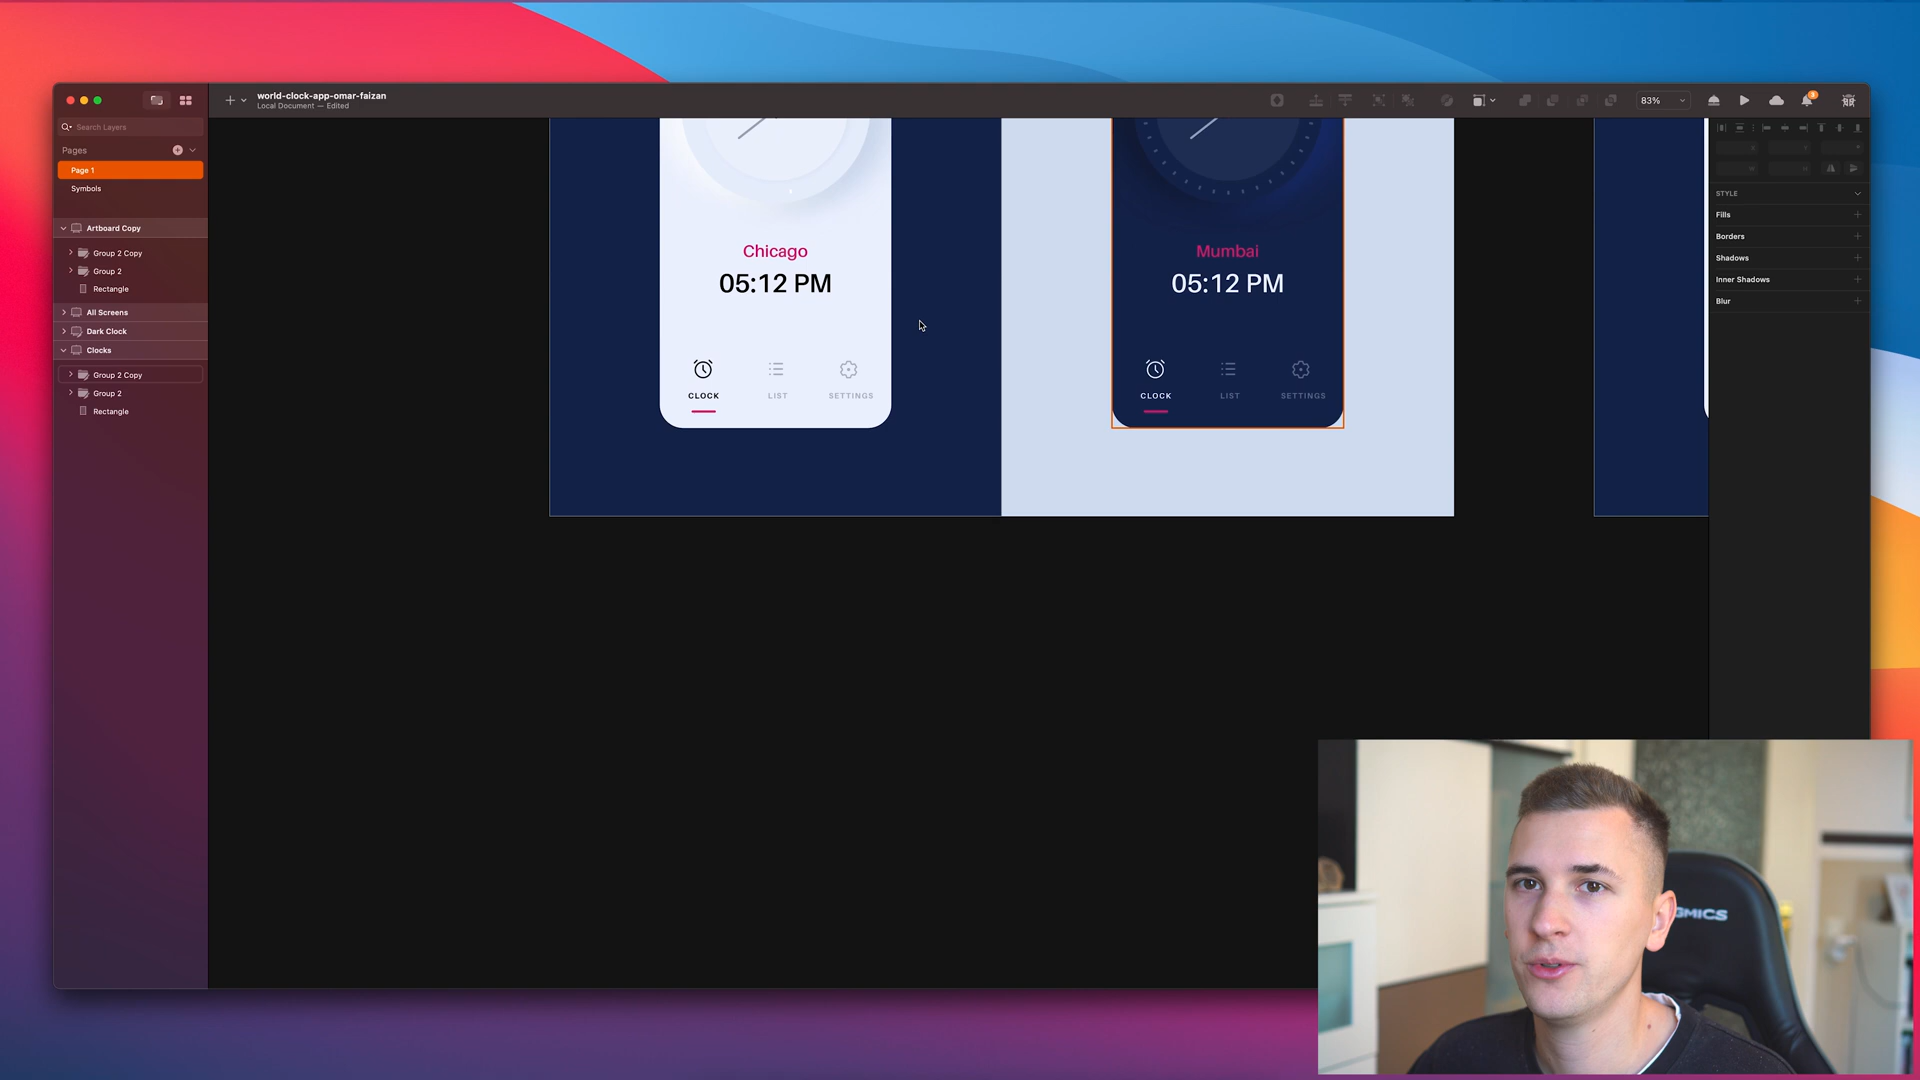 world-clock-app-omar-faizan
Local Document — Edited
83%
3
Search Layers
Pages
Page 1
Symbols
Artboard Copy
Group 2 Copy
Group 2
Rectangle
All Screens
Dark Clock
Clocks
Group 2 Copy
Group 2
Rectangle
Chicago
05:12 PM
CLOCK
LIST
SETTINGS
Mumbai
05:12 PM
CLOCK
LIST
SETTINGS
STYLE
Fills
Borders
Shadows
Inner Shadows
Blur
GMICS